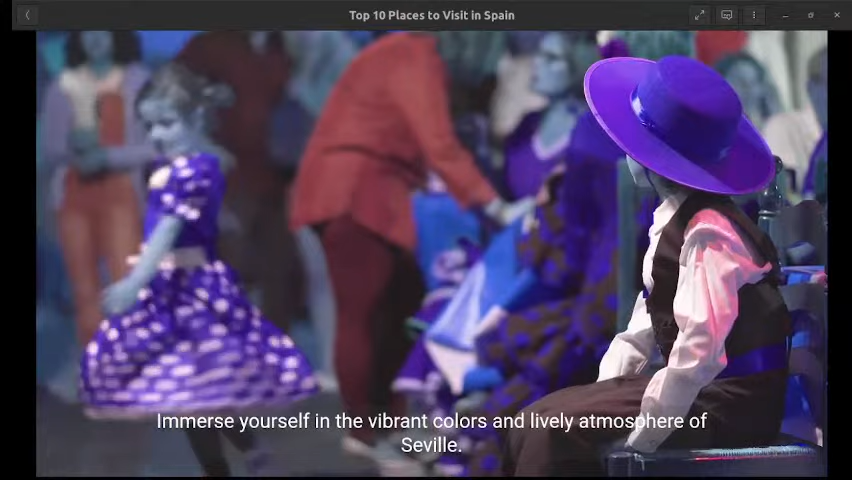 Top 10 Places to Visit in Spain
Immerse yourself in the vibrant colors and lively atmosphere of
Seville.